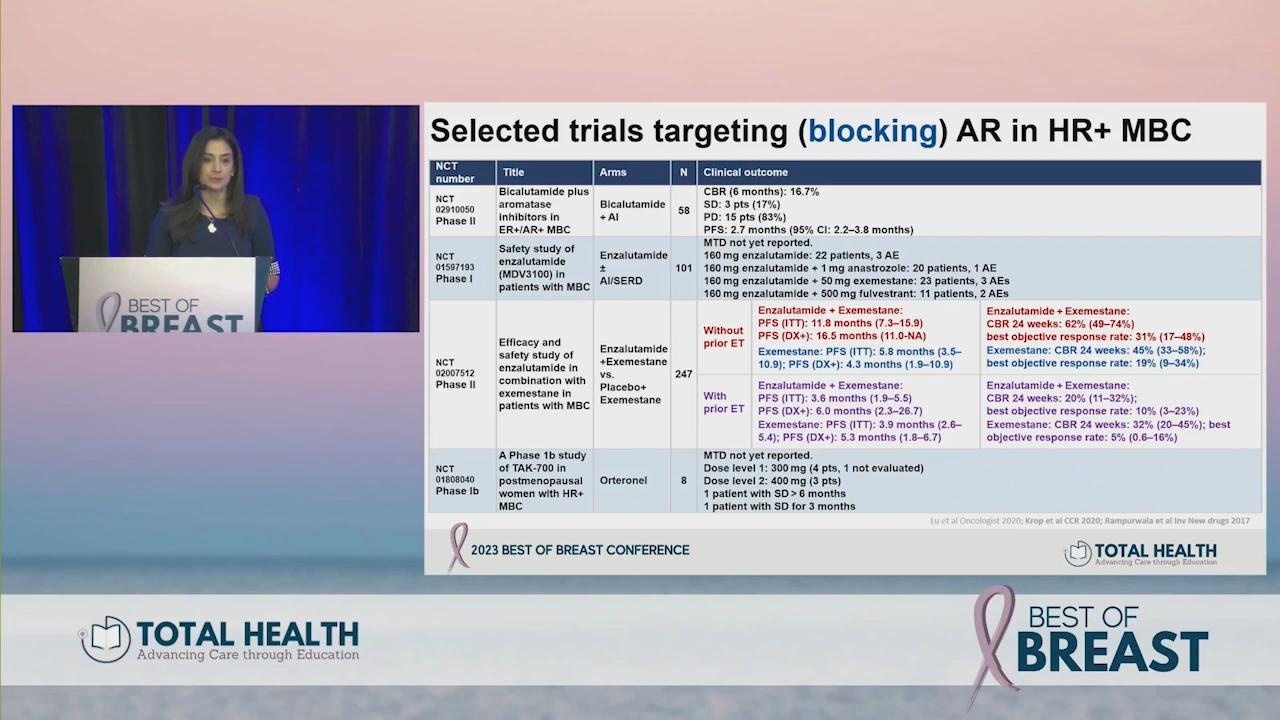 Selected trials targeting (blocking) AR in HR+ MBC
NCT
number
Title
Arms
N
Clinical outcome
NCT
02910050
Phase II
Bicalutamide plus
aromatase
inhibitors in
ER+/AR+ MBC
Bicalutamide
+ AI
58
CBR (6 months): 16.7%
SD: 3 pts (17%)
PD: 15 pts (83%)
PFS: 2.7 months (95% CI: 2.2–3.8 months)
NCT
01597193
Phase I
Safety study of
enzalutamide
(MDV3100) in
patients with MBC
Enzalutamide
±
AI/SERD
101
MTD not yet reported.
160 mg enzalutamide: 22 patients, 3 AE
160 mg enzalutamide + 1 mg anastrozole: 20 patients, 1 AE
160 mg enzalutamide + 50 mg exemestane: 23 patients, 3 AEs
160 mg enzalutamide + 500 mg fulvestrant: 11 patients, 2 AEs
NCT
02007512
Phase II
Efficacy and
safety study of
enzalutamide in
combination with
exemestane in
patients with MBC
Enzalutamide
+Exemestane
vs.
Placebo+
Exemestane
247
Without
prior ET
Enzalutamide + Exemestane:
PFS (ITT): 11.8 months (7.3–15.9)
PFS (DX+): 16.5 months (11.0-NA)
Exemestane: PFS (ITT): 5.8 months (3.5–
10.9); PFS (DX+): 4.3 months (1.9–10.9)
Enzalutamide + Exemestane:
CBR 24 weeks: 62% (49–74%)
best objective response rate: 31% (17–48%)
Exemestane: CBR 24 weeks: 45% (33–58%);
best objective response rate: 19% (9–34%)
With
prior ET
Enzalutamide + Exemestane:
PFS (ITT): 3.6 months (1.9–5.5)
PFS (DX+): 6.0 months (2.3–26.7)
Exemestane: PFS (ITT): 3.9 months (2.6–
5.4); PFS (DX+): 5.3 months (1.8–6.7)
Enzalutamide + Exemestane:
CBR 24 weeks: 20% (11–32%);
best objective response rate: 10% (3–23%)
Exemestane: CBR 24 weeks: 32% (20–45%); best
objective response rate: 5% (0.6–16%)
NCT
01808040
Phase Ib
A Phase 1b study
of TAK-700 in
postmenopausal
women with HR+
MBC
Orteronel
8
MTD not yet reported.
Dose level 1: 300 mg (4 pts, 1 not evaluated)
Dose level 2: 400 mg (3 pts)
1 patient with SD > 6 months
1 patient with SD for 3 months
Lu et al Oncologist 2020; Krop et al CCR 2020; Rampurwala et al Inv New drugs 2017
2023 BEST OF BREAST CONFERENCE
TOTAL HEALTH
Advancing Care through Education
BEST OF
BREAST
TOTAL HEALTH
Advancing Care through Education
BEST OF
BREAST